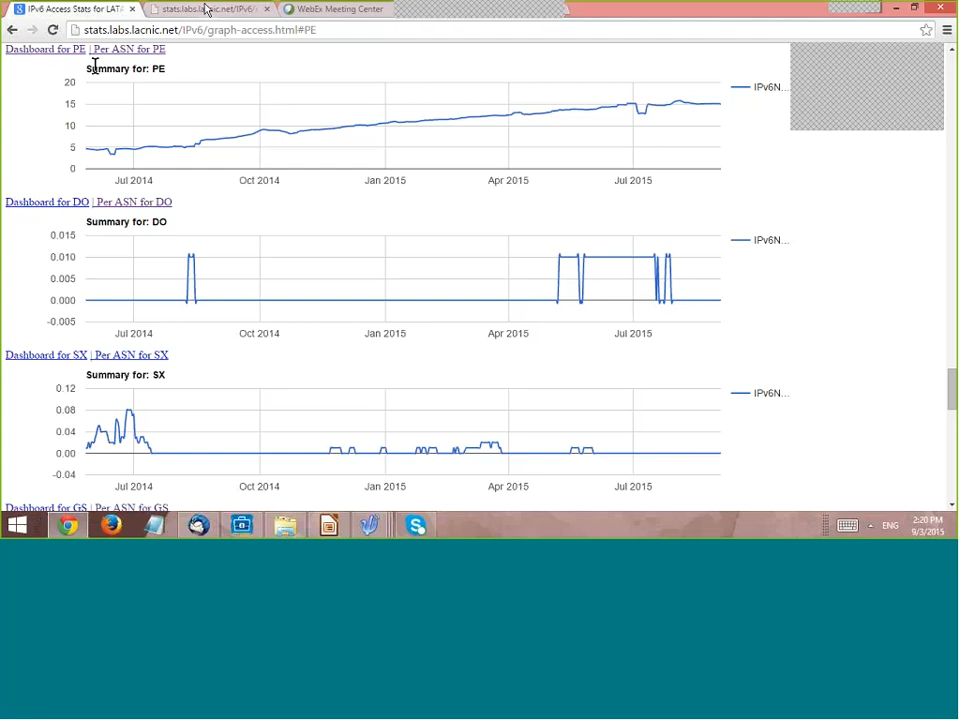 IPv6 Access Stats for LATA
stats.labs.lacnic.net/IPv6/
WebEx Meeting Center
stats.labs.lacnic.net/IPv6/graph-access.html#PE
Dashboard for PE | Per ASN for PE
Summary for: PE
20
15
10
5
0
IPv6N...
Jul 2014 Oct 2014 Jan 2015 Apr 2015 Jul 2015
Dashboard for DO | Per ASN for DO
Summary for: DO
0.015
0.010
0.005
0.000
-0.005
IPv6N...
Jul 2014 Oct 2014 Jan 2015 Apr 2015 Jul 2015
Dashboard for SX | Per ASN for SX
Summary for: SX
0.12
0.08
0.04
0.00
-0.04
IPv6N...
Jul 2014 Oct 2014 Jan 2015 Apr 2015 Jul 2015
Dashboard for GS | Per ASN for GS
ENG
2:20 PM
9/3/2015